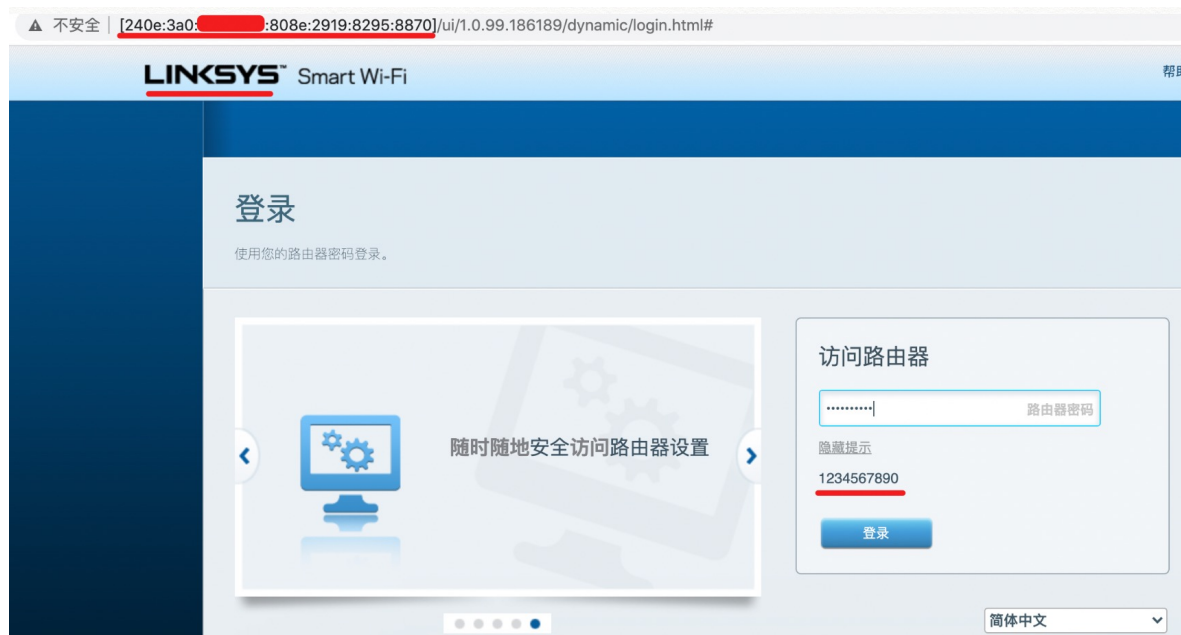 不安全 | [240e:3a0: :808e:2919:8295:8870]/ui/1.0.99.186189/dynamic/login.html#
LINKSYS™ Smart Wi-Fi
登录
使用您的路由器密码登录。
访问路由器
•••••••••• 路由器密码
隐藏提示
1234567890
登录
随时随地安全访问路由器设置
简体中文